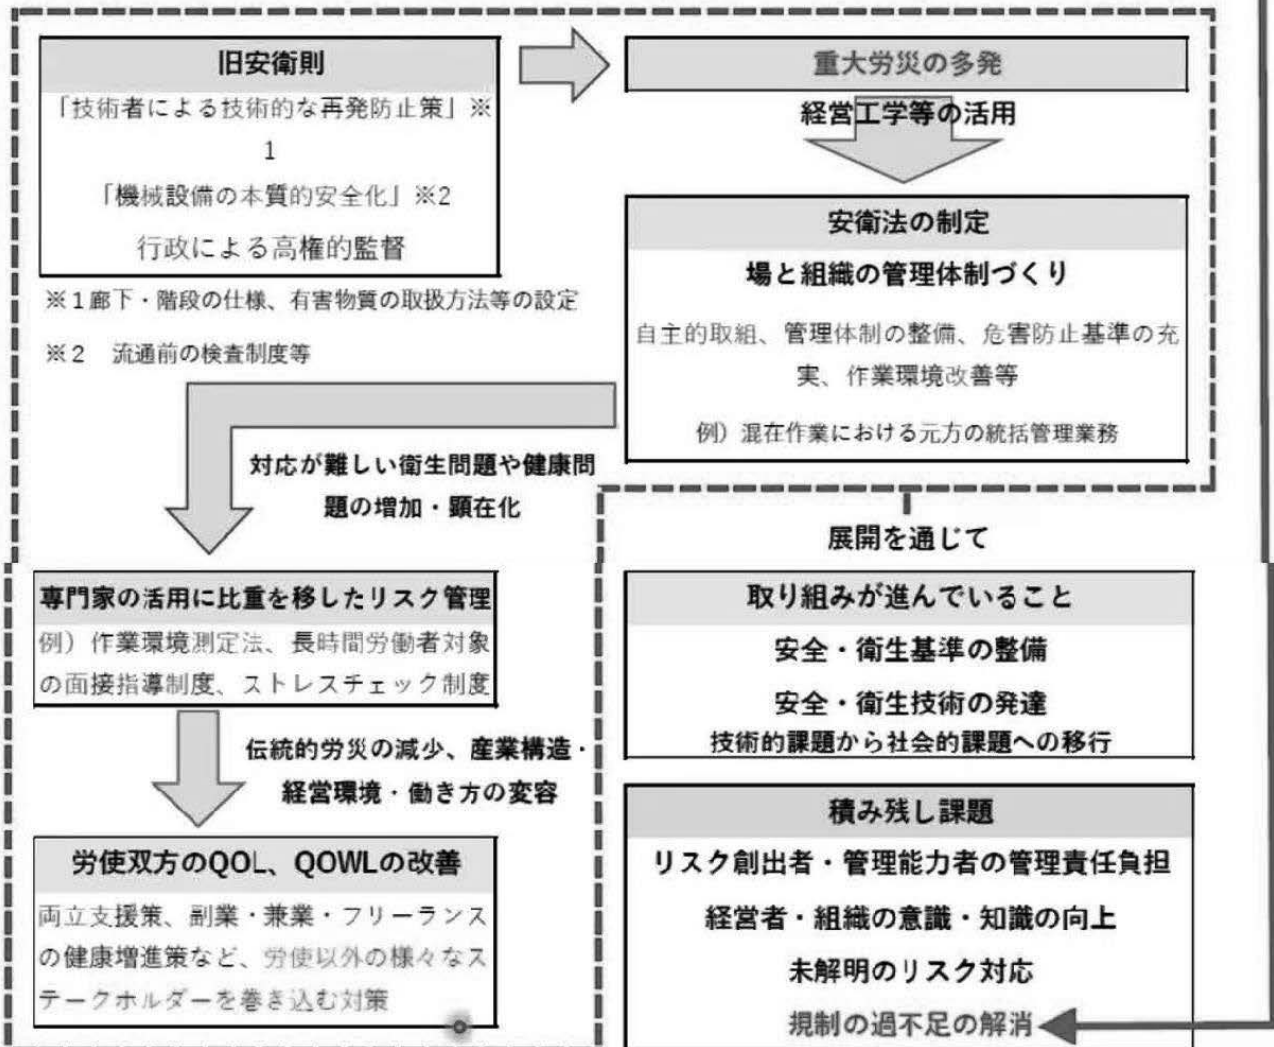 旧安衛則
「技術者による技術的な再発防止策」※
1
「機械設備の本質的安全化」※2
行政による高権的監督
※1廊下・階段の仕様、有害物質の取扱方法等の設定
※2 流通前の検査制度等
重大労災の多発
経営工学等の活用
安衛法の制定
場と組織の管理体制づくり
自主的取組、管理体制の整備、危害防止基準の充
実、作業環境改善等
例）混在作業における元方の統括管理業務
対応が難しい衛生問題や健康問
題の増加・顕在化
専門家の活用に比重を移したリスク管理
例）作業環境測定法、長時間労働者対象
の面接指導制度、ストレスチェック制度
伝統的労災の減少、産業構造・
経営環境・働き方の変容
労使双方のQOL、QOWLの改善
両立支援策、副業・兼業・フリーランス
の健康増進策など、労使以外の様々なス
テークホルダーを巻き込む対策
展開を通じて
取り組みが進んでいること
安全・衛生基準の整備
安全・衛生技術の発達
技術的課題から社会的課題への移行
積み残し課題
リスク創出者・管理能力者の管理責任負担
経営者・組織の意識・知識の向上
未解明のリスク対応
規制の過不足の解消